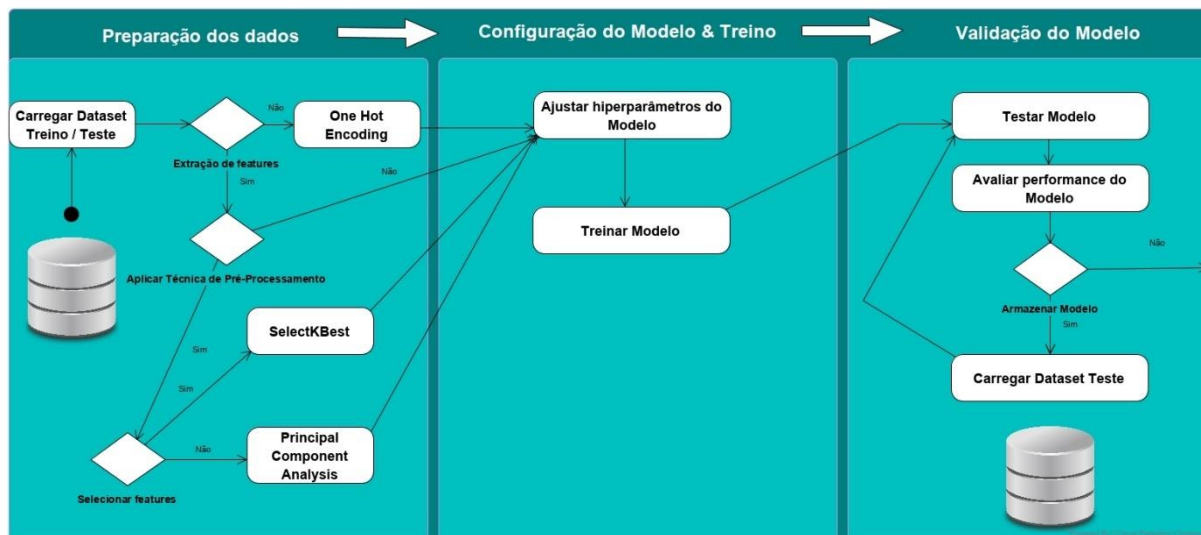 Preparação dos dados
Configuração do Modelo & Treino
Validação do Modelo
Carregar Dataset
Treino / Teste
Não
One Hot
Encoding
Extração de features
Sim
Não
Aplicar Técnica de Pré-Processamento
Sim
SelectKBest
Sim
Não
Principal
Component
Analysis
Selecionar features
Ajustar hiperparâmetros do
Modelo
Treinar Modelo
Testar Modelo
Avaliar performance do
Modelo
Não
Armazenar Modelo
Sim
Carregar Dataset Teste